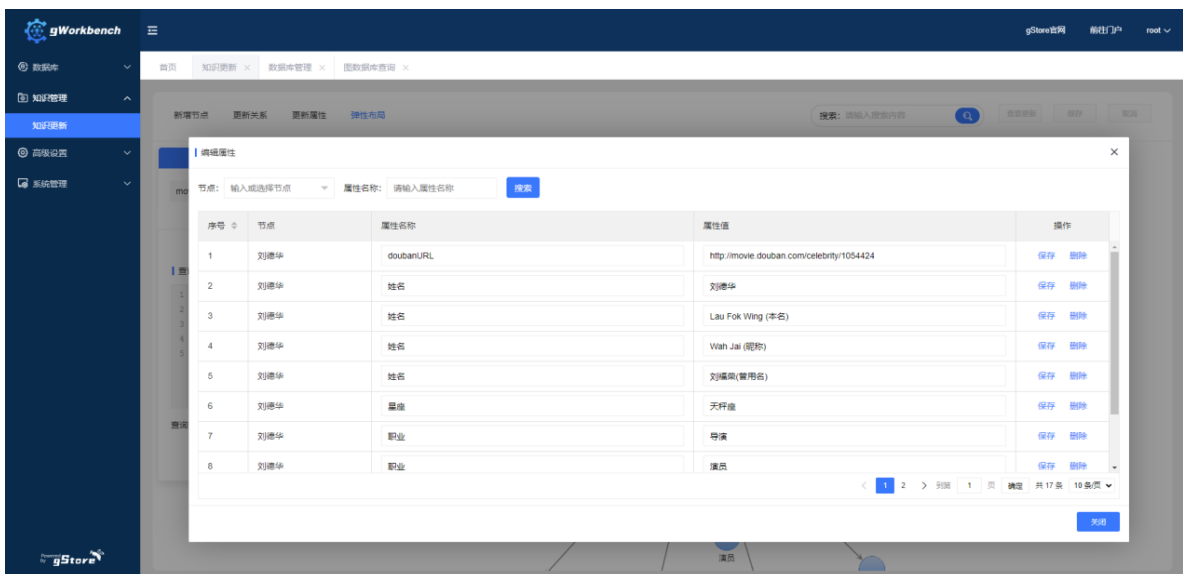 gWorkbench
gStore官网 前往门户 root
数据库
首页 知识更新 × 数据库管理 × 图数据库查询 ×
知识管理
新增节点 更新关系 更新属性 弹性布局 搜索: 请输入搜索内容
知识更新
高级设置
编辑属性 ×
系统管理
mo
节点: 输入或选择节点 属性名称: 请输入属性名称 搜索
序号 节点 属性名称 属性值 操作
1 刘德华 doubanURL http://movie.douban.com/celebrity/1054424 保存 删除
2 刘德华 姓名 刘德华 保存 删除
3 刘德华 姓名 Lau Fok Wing (本名) 保存 删除
4 刘德华 姓名 Wah Jai (昵称) 保存 删除
5 刘德华 姓名 刘福荣(曾用名) 保存 删除
6 刘德华 星座 天秤座 保存 删除
7 刘德华 职业 导演 保存 删除
8 刘德华 职业 演员 保存 删除
1
2
3
4
5
查询
< 1 2 > 到第 1 页 确定 共 17 条 10 条/页
关闭
演员
Powered by gStore